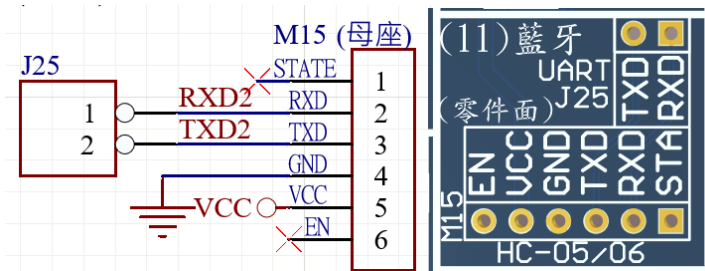 M15 (母座)
J25
STATE
1
1
RXD2
RXD
2
2
TXD2
TXD
3
GND
4
VCC
VCC
5
EN
6
(11)藍牙
UART
J25
TXD
RXD
(零件面)
EN
VCC
GND
TXD
RXD
STA
M15
HC-05/06